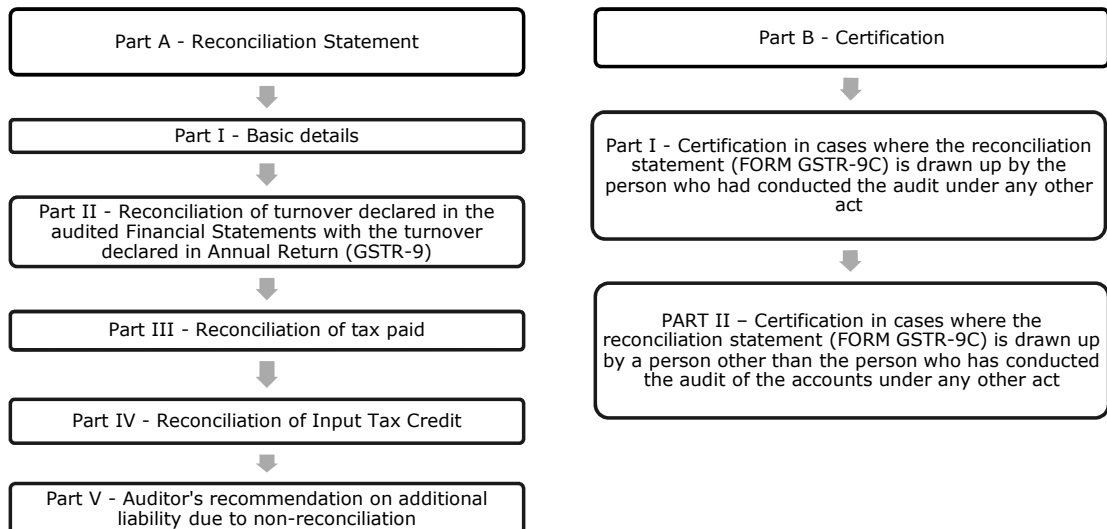 Part A - Reconciliation Statement
Part I - Basic details
Part II - Reconciliation of turnover declared in the
audited Financial Statements with the turnover
declared in Annual Return (GSTR-9)
Part III - Reconciliation of tax paid
Part IV - Reconciliation of Input Tax Credit
Part V - Auditor's recommendation on additional
liability due to non-reconciliation
Part B - Certification
Part I - Certification in cases where the reconciliation
statement (FORM GSTR-9C) is drawn up by the
person who had conducted the audit under any other
act
PART II – Certification in cases where the
reconciliation statement (FORM GSTR-9C) is drawn up
by a person other than the person who has conducted
the audit of the accounts under any other act